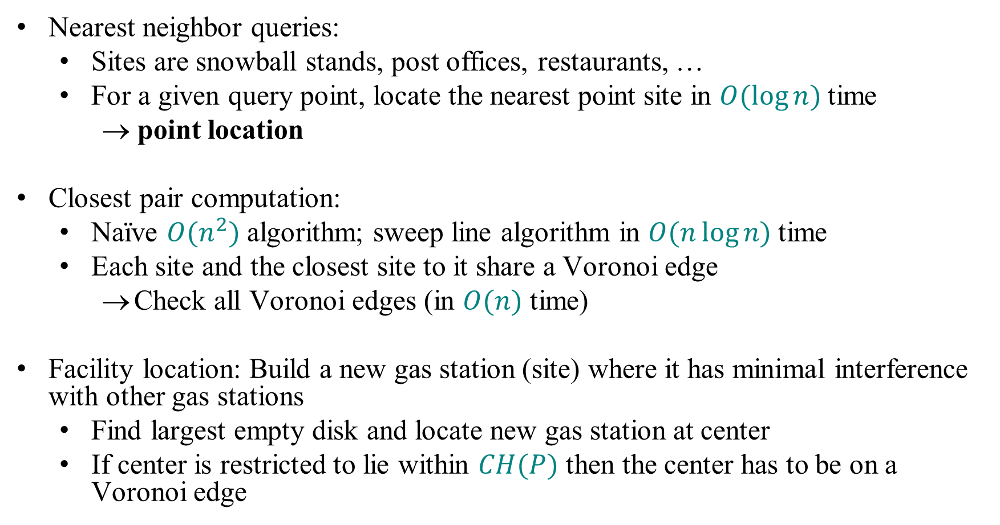 • Nearest neighbor queries:
• Sites are snowball stands, post offices, restaurants, …
• For a given query point, locate the nearest point site in O(log n) time
→ point location
• Closest pair computation:
• Naïve O(n²) algorithm; sweep line algorithm in O(n log n) time
• Each site and the closest site to it share a Voronoi edge
→ Check all Voronoi edges (in O(n) time)
• Facility location: Build a new gas station (site) where it has minimal interference
with other gas stations
• Find largest empty disk and locate new gas station at center
• If center is restricted to lie within CH(P) then the center has to be on a
Voronoi edge